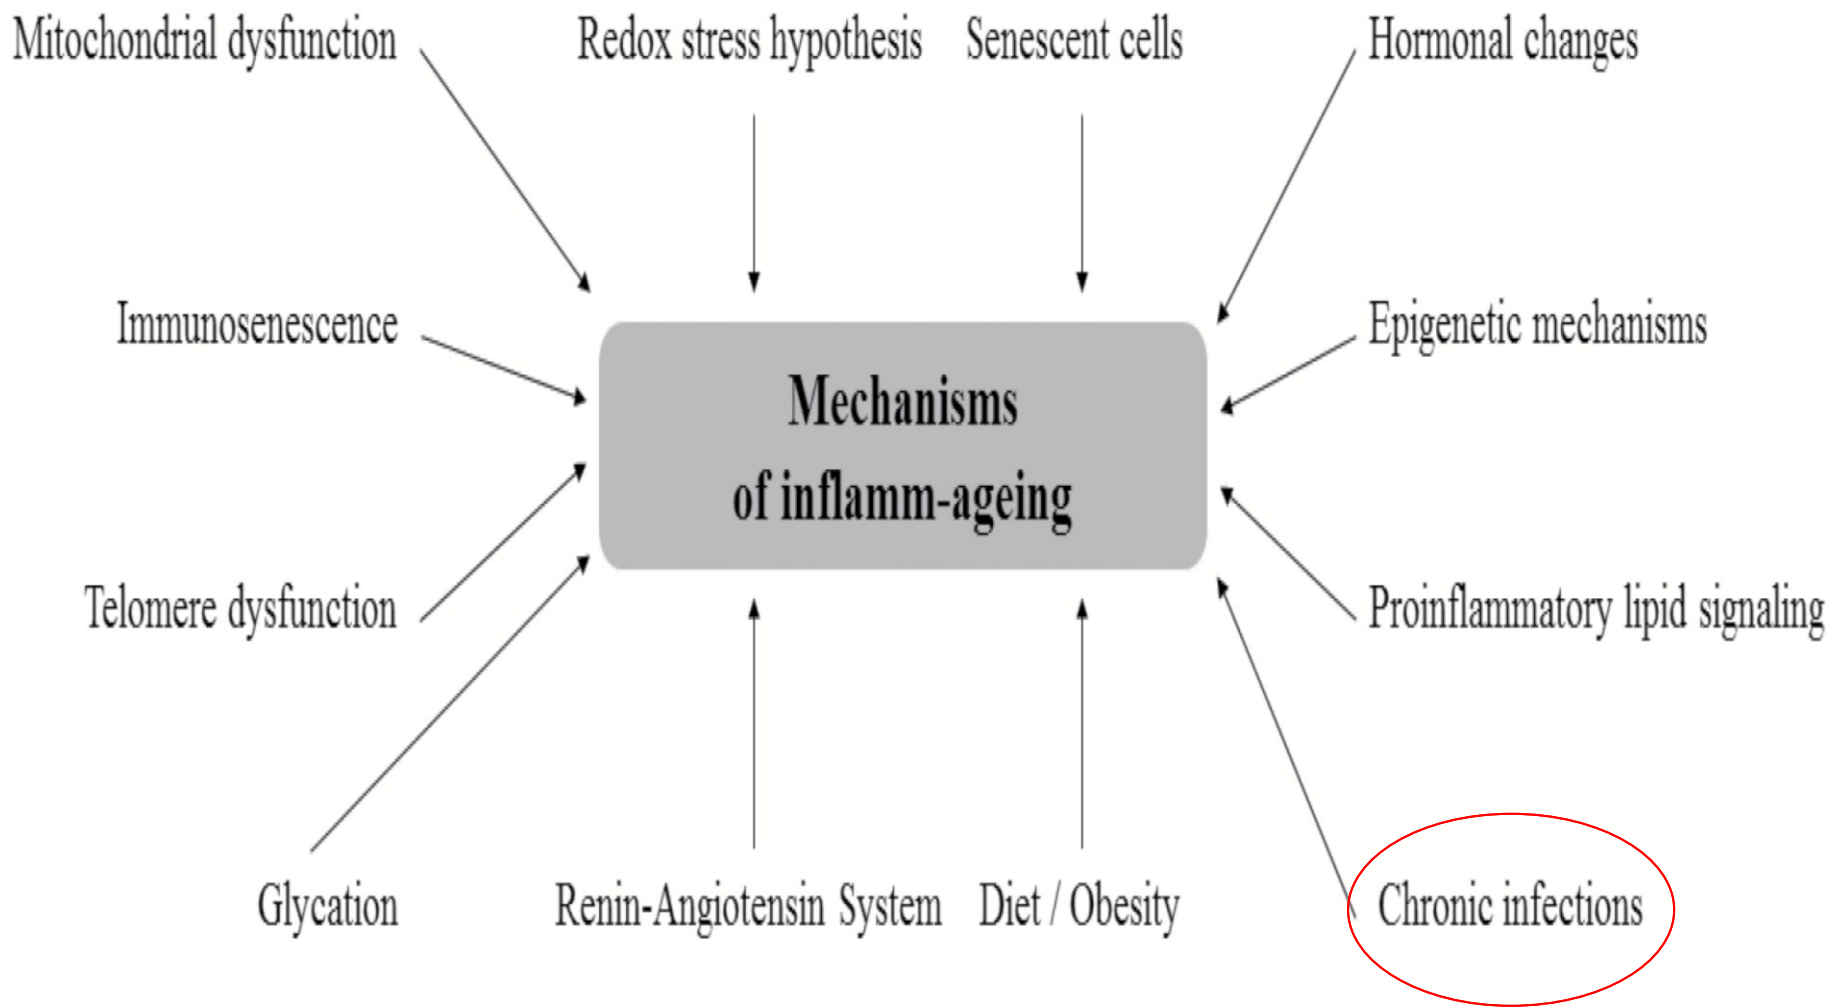 Mitochondrial dysfunction
Redox stress hypothesis
Senescent cells
Hormonal changes
Immunosenescence
Epigenetic mechanisms
Mechanisms
of inflamm-ageing
Telomere dysfunction
Proinflammatory lipid signaling
Glycation
Renin-Angiotensin System
Diet / Obesity
Chronic infections